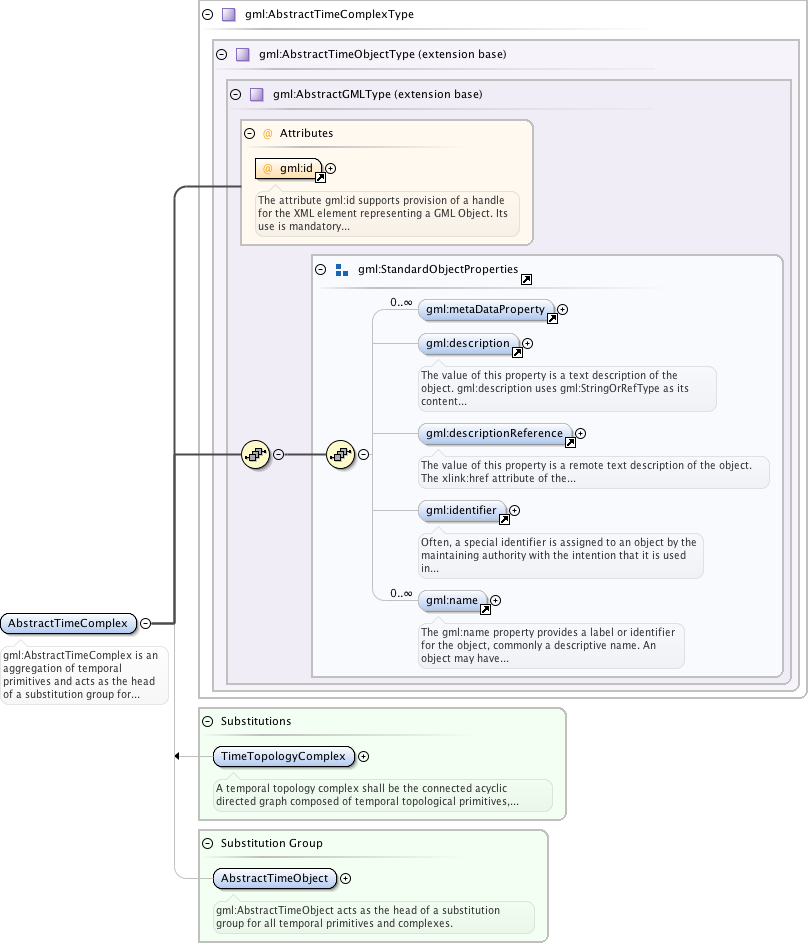 gml:AbstractTimeComplexType
gml:AbstractTimeObjectType (extension base)
gml:AbstractGMLType (extension base)
@ Attributes
@ gml:id
The attribute gml:id supports provision of a handle
for the XML element representing a GML Object. Its
use is mandatory...
gml:StandardObjectProperties
0..∞
gml:metaDataProperty
gml:description
The value of this property is a text description of the
object. gml:description uses gml:StringOrRefType as its
content...
gml:descriptionReference
The value of this property is a remote text description of the object.
The xlink:href attribute of the...
gml:identifier
Often, a special identifier is assigned to an object by the
maintaining authority with the intention that it is used
in...
0..∞
gml:name
The gml:name property provides a label or identifier
for the object, commonly a descriptive name. An
object may have...
AbstractTimeComplex
gml:AbstractTimeComplex is an
aggregation of temporal
primitives and acts as the head
of a substitution group for...
Substitutions
TimeTopologyComplex
A temporal topology complex shall be the connected acyclic
directed graph composed of temporal topological primitives,...
Substitution Group
AbstractTimeObject
gml:AbstractTimeObject acts as the head of a substitution
group for all temporal primitives and complexes.